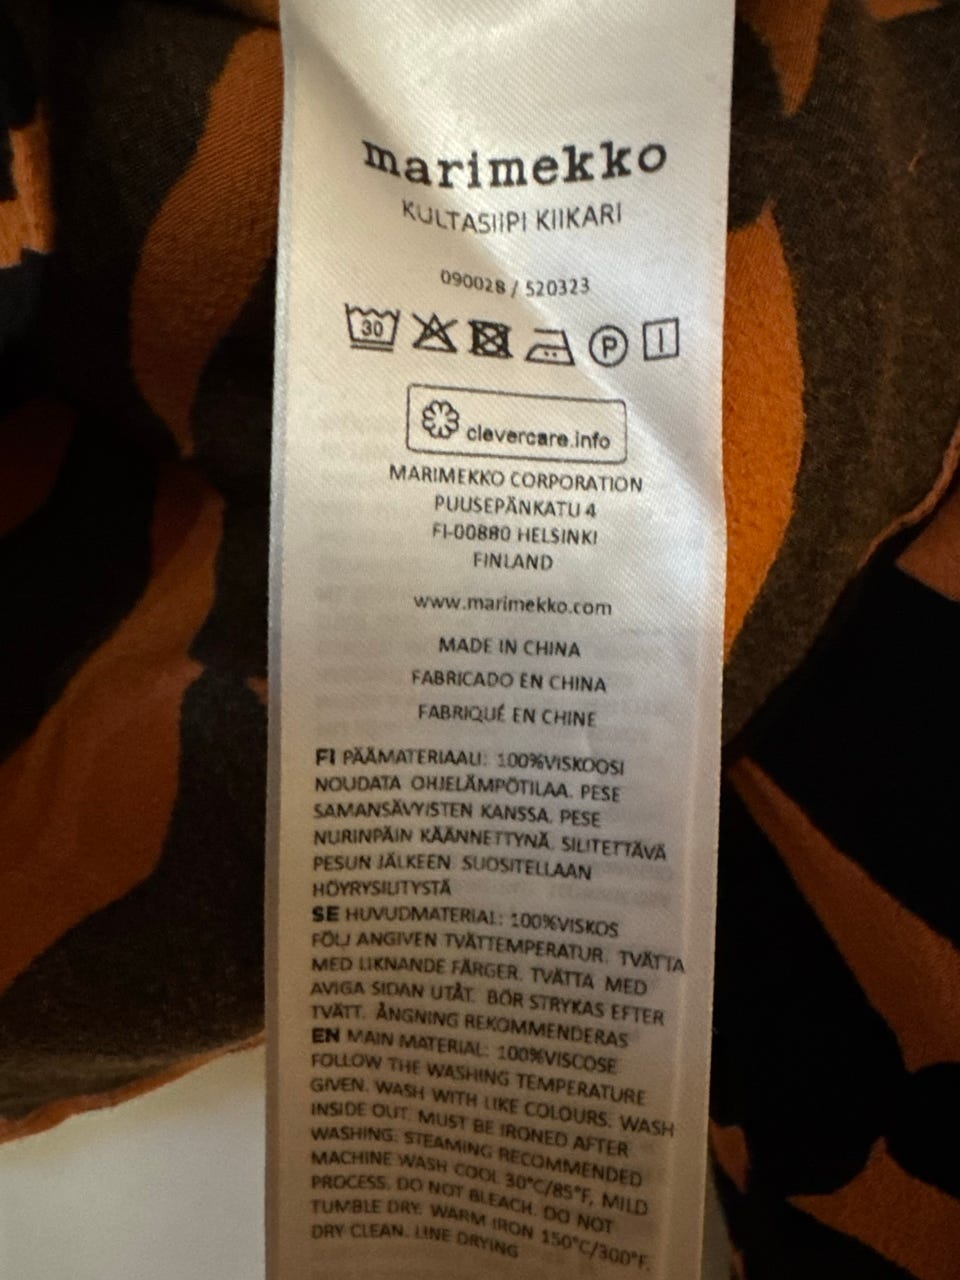 marimekko
KULTASIIPI KIIKARI
090028 / 520323
30 P
clevercare.info
MARIMEKKO CORPORATION
PUUSEPÄNKATU 4
FI-00880 HELSINKI
FINLAND
www.marimekko.com
MADE IN CHINA
FABRICADO EN CHINA
FABRIQUÉ EN CHINE
FI PÄÄMATERIAALI: 100%VISKOOSI
NOUDATA OHJELÄMPÖTILAA. PESE
SAMANSÄVYISTEN KANSSA. PESE
NURINPÄIN KÄÄNNETTYNÄ. SILITETTÄVÄ
PESUN JÄLKEEN. SUOSITELLAAN
HÖYRYSILITYSTÄ
SE HUVUDMATERIAL: 100%VISKOS
FÖLJ ANGIVEN TVÄTTEMPERATUR. TVÄTTA
MED LIKNANDE FÄRGER. TVÄTTA MED
AVIGA SIDAN UTÅT. BÖR STRYKAS EFTER
TVÄTT. ÅNGNING REKOMMENDERAS
EN MAIN MATERIAL: 100%VISCOSE
FOLLOW THE WASHING TEMPERATURE
GIVEN. WASH WITH LIKE COLOURS. WASH
INSIDE OUT. MUST BE IRONED AFTER
WASHING. STEAMING RECOMMENDED
MACHINE WASH COOL 30°C/85°F, MILD
PROCESS. DO NOT BLEACH. DO NOT
TUMBLE DRY. WARM IRON 150°C/300°F.
DRY CLEAN. LINE DRYING